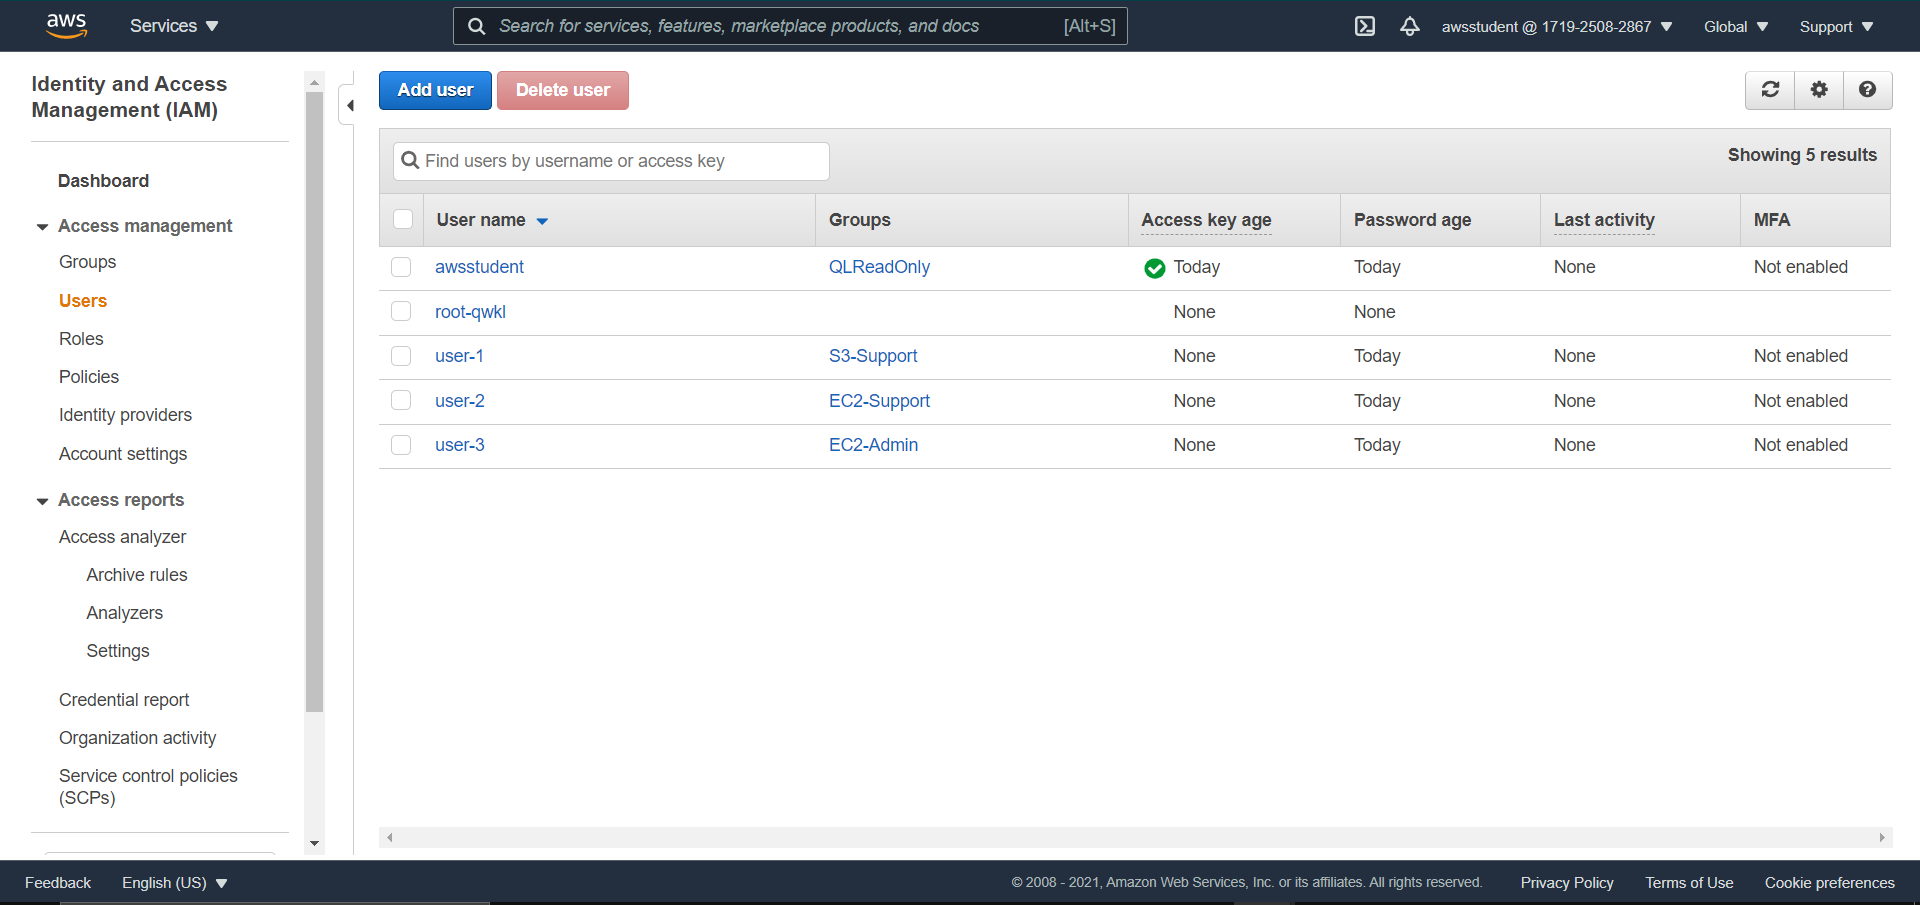 aws
Services
Search for services, features, marketplace products, and docs [Alt+S]
awsstudent @ 1719-2508-2867
Global
Support
Identity and Access
Management (IAM)
Dashboard
Access management
Groups
Users
Roles
Policies
Identity providers
Account settings
Access reports
Access analyzer
Archive rules
Analyzers
Settings
Credential report
Organization activity
Service control policies
(SCPs)
Add user Delete user
Find users by username or access key
Showing 5 results
User name Groups Access key age Password age Last activity MFA
awsstudent QLReadOnly Today Today None Not enabled
root-qwkl None None
user-1 S3-Support None Today None Not enabled
user-2 EC2-Support None Today None Not enabled
user-3 EC2-Admin None Today None Not enabled
Feedback English (US) © 2008 - 2021, Amazon Web Services, Inc. or its affiliates. All rights reserved. Privacy Policy Terms of Use Cookie preferences